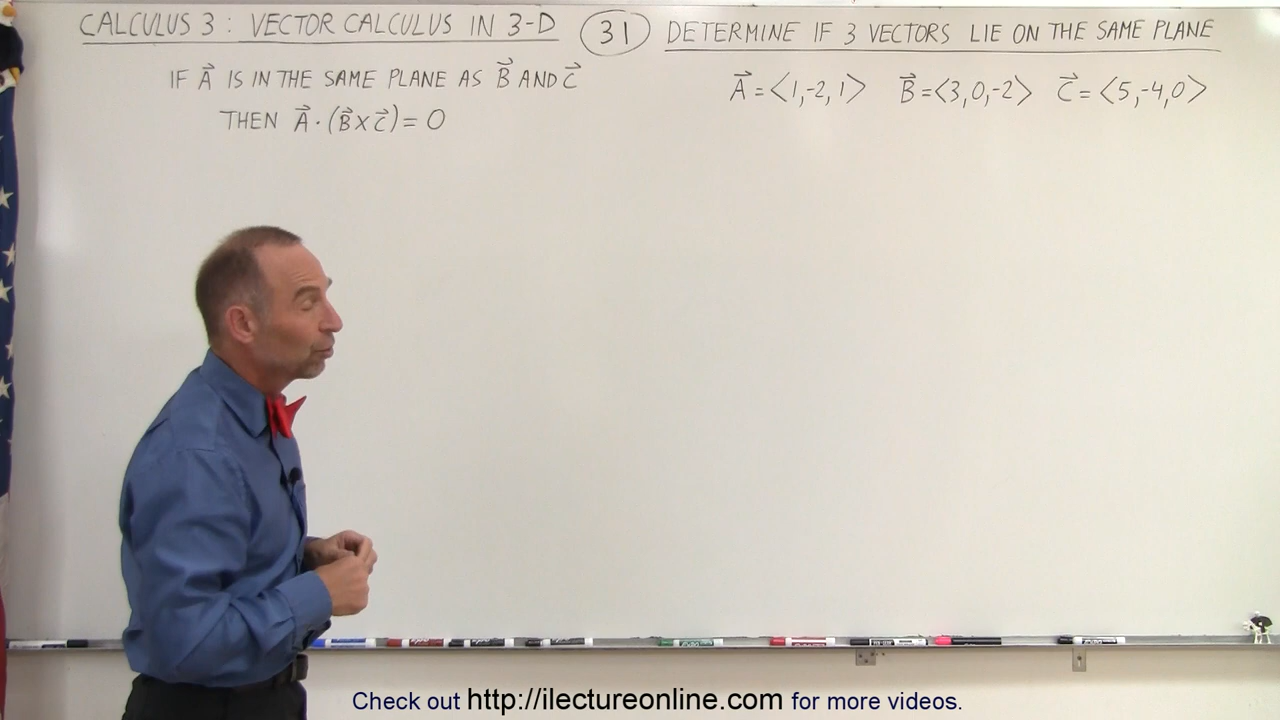 CALCULUS 3 : VECTOR CALCULUS IN 3-D 31 DETERMINE IF 3 VECTORS LIE ON THE SAME PLANE
IF A⃗ IS IN THE SAME PLANE AS B⃗ AND C⃗
THEN A⃗ · (B⃗ X C⃗) = 0
A⃗ = <1,-2,1> B⃗ = <3,0,-2> C⃗ = <5,-4,0>
Check out http://ilectureonline.com for more videos.